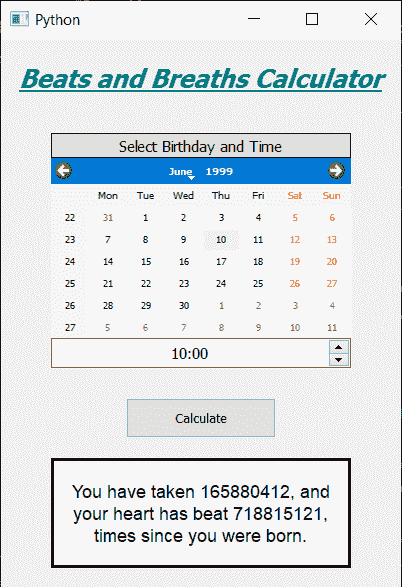 Python
Beats and Breaths Calculator
Select Birthday and Time
June 1999
Mon Tue Wed Thu Fri Sat Sun
22 31 1 2 3 4 5 6
23 7 8 9 10 11 12 13
24 14 15 16 17 18 19 20
25 21 22 23 24 25 26 27
26 28 29 30 1 2 3 4
27 5 6 7 8 9 10 11
10:00
Calculate
You have taken 165880412, and
your heart has beat 718815121,
times since you were born.